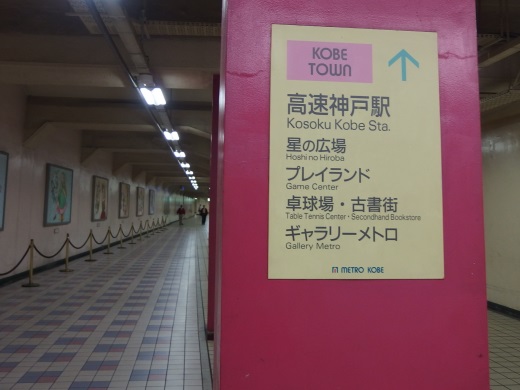 KOBE
TOWN
高速神戸駅
Kosoku Kobe Sta.
星の広場
Hoshi no Hiroba
プレイランド
Game Center
卓球場・古書街
Table Tennis Center・Secondhand Bookstore
ギャラリーメトロ
Gallery Metro
METRO KOBE